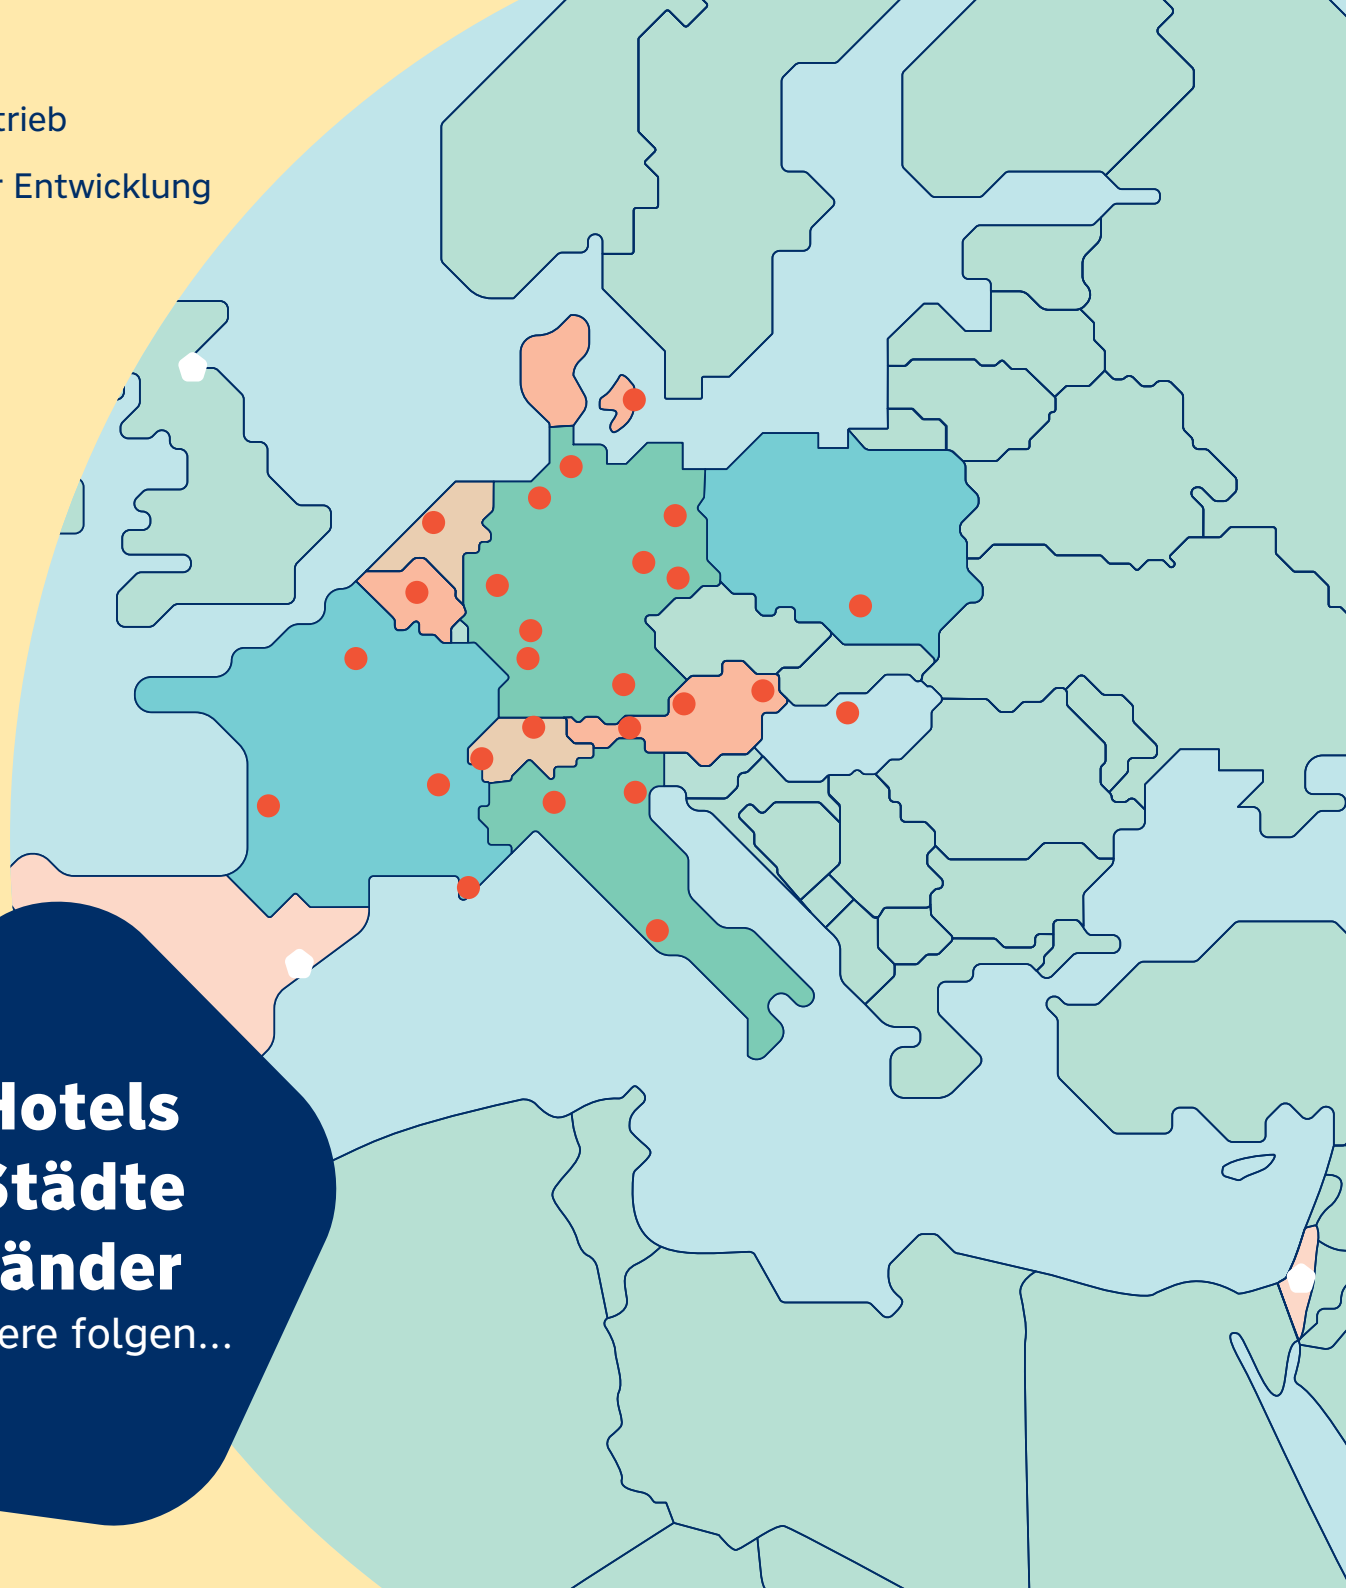 trieb
r Entwicklung
Hotels
Städte
änder
ere folgen...